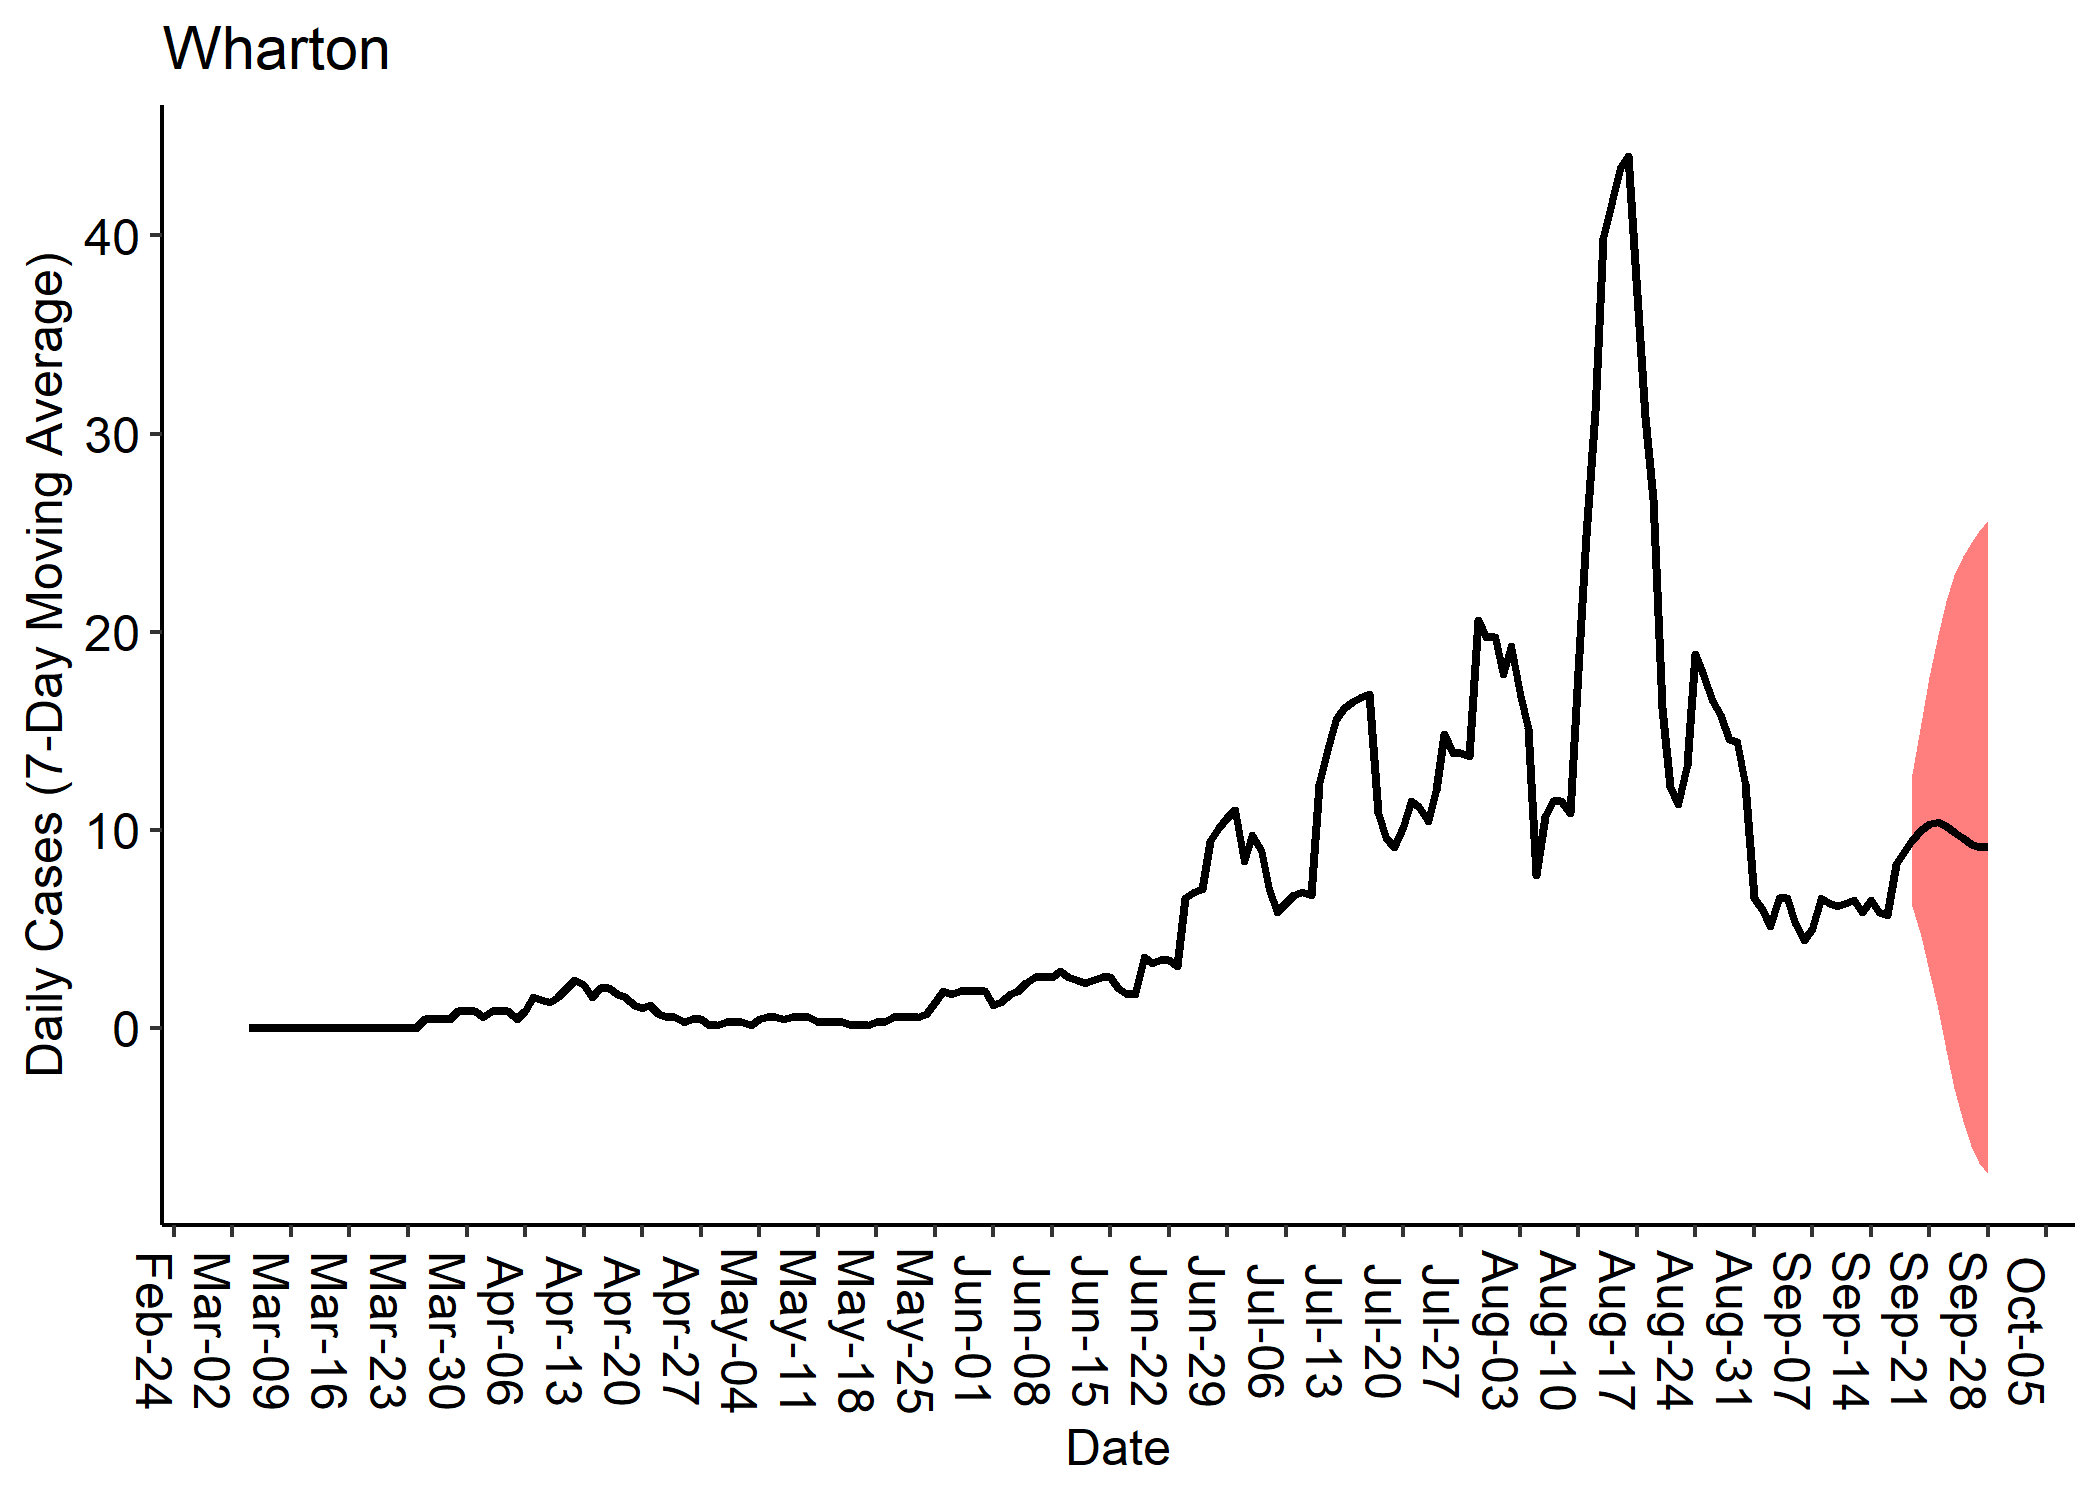 Wharton
Daily Cases (7-Day Moving Average)
40
30
20
10
0
Feb-24
Mar-02
Mar-09
Mar-16
Mar-23
Mar-30
Apr-06
Apr-13
Apr-20
Apr-27
May-04
May-11
May-18
May-25
Jun-01
Jun-08
Jun-15
Jun-22
Jun-29
Jul-06
Jul-13
Jul-20
Jul-27
Aug-03
Aug-10
Aug-17
Aug-24
Aug-31
Sep-07
Sep-14
Sep-21
Sep-28
Oct-05
Date